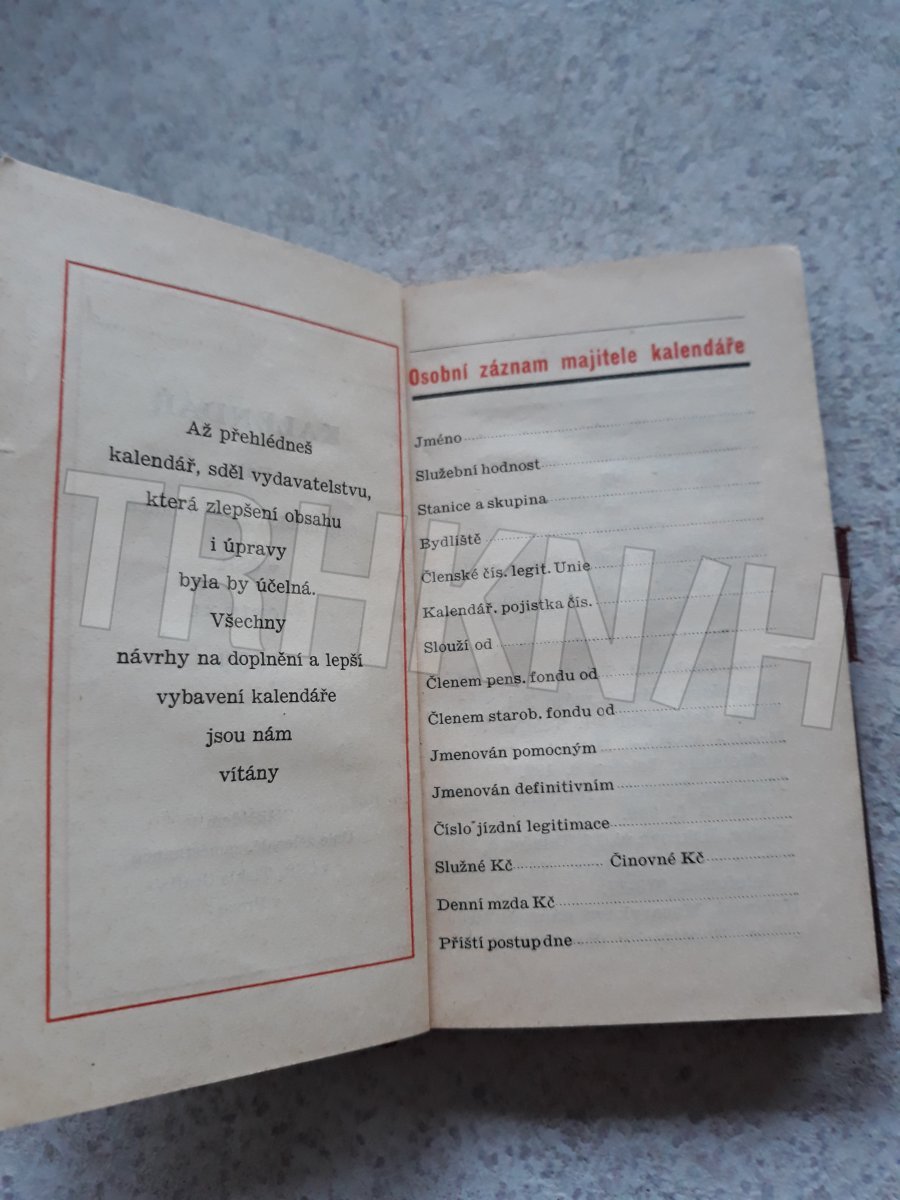 Až přehlédneš
kalendář, sděl vydavatelstvu,
která zlepšení obsahu
i úpravy
byla by účelná.
Všechny
návrhy na doplnění a lepší
vybavení kalendáře
jsou nám
vítány
Osobní záznam majitele kalendáře
Jméno
Služební hodnost
Stanice a skupina
Bydlíště
Členské čís. legit. Unie
Kalendář. pojistka čís.
Slouží od
Členem pens. fondu od
Členem starob. fondu od
Jmenován pomocným
Jmenován definitivním
Číslo jízdní legitimace
Služné Kč Činovné Kč
Denní mzda Kč
Příští postup dne
TRHKNIH